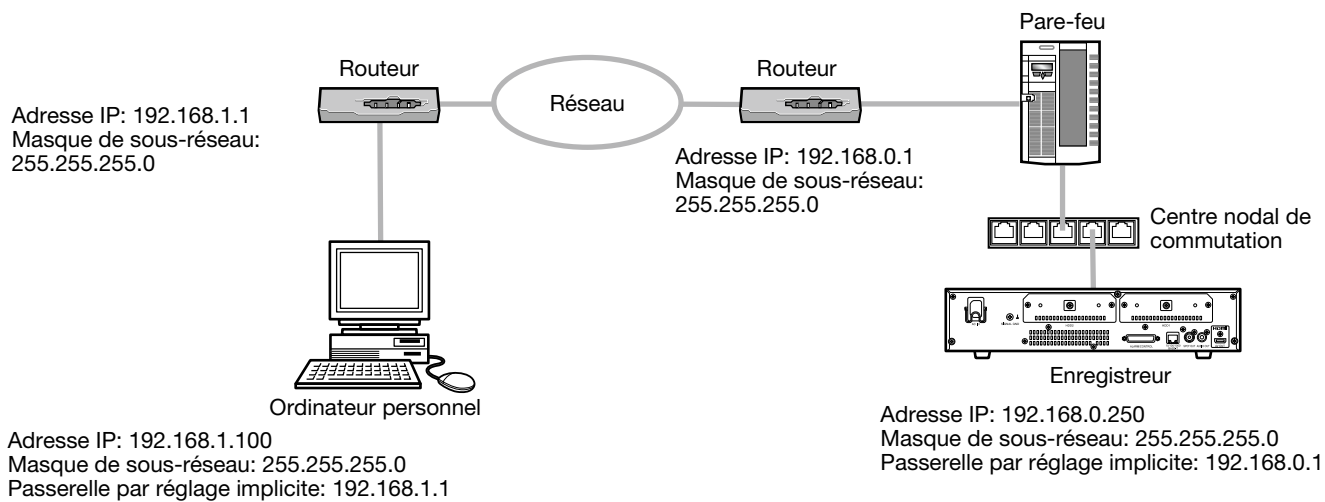 Pare-feu
Routeur
Routeur
Réseau
Adresse IP: 192.168.1.1
Masque de sous-réseau:
255.255.255.0
Adresse IP: 192.168.0.1
Masque de sous-réseau:
255.255.255.0
Centre nodal de
commutation
Enregistreur
Ordinateur personnel
Adresse IP: 192.168.1.100
Masque de sous-réseau: 255.255.255.0
Passerelle par réglage implicite: 192.168.1.1
Adresse IP: 192.168.0.250
Masque de sous-réseau: 255.255.255.0
Passerelle par réglage implicite: 192.168.0.1